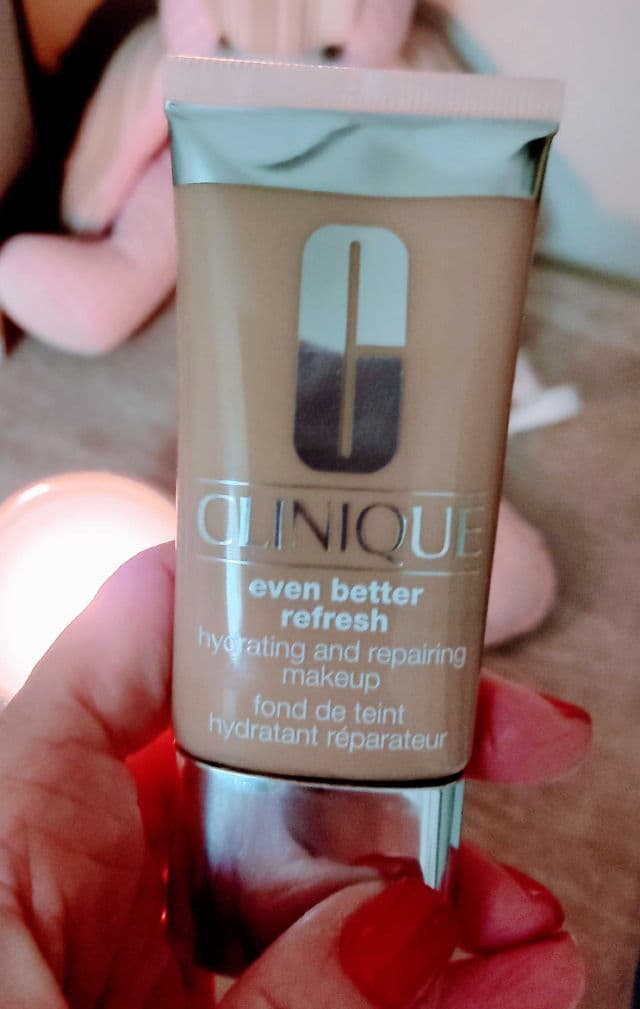 CLINIQUE
even better
refresh
hydrating and repairing
makeup
fond de teint
hydratant réparateur